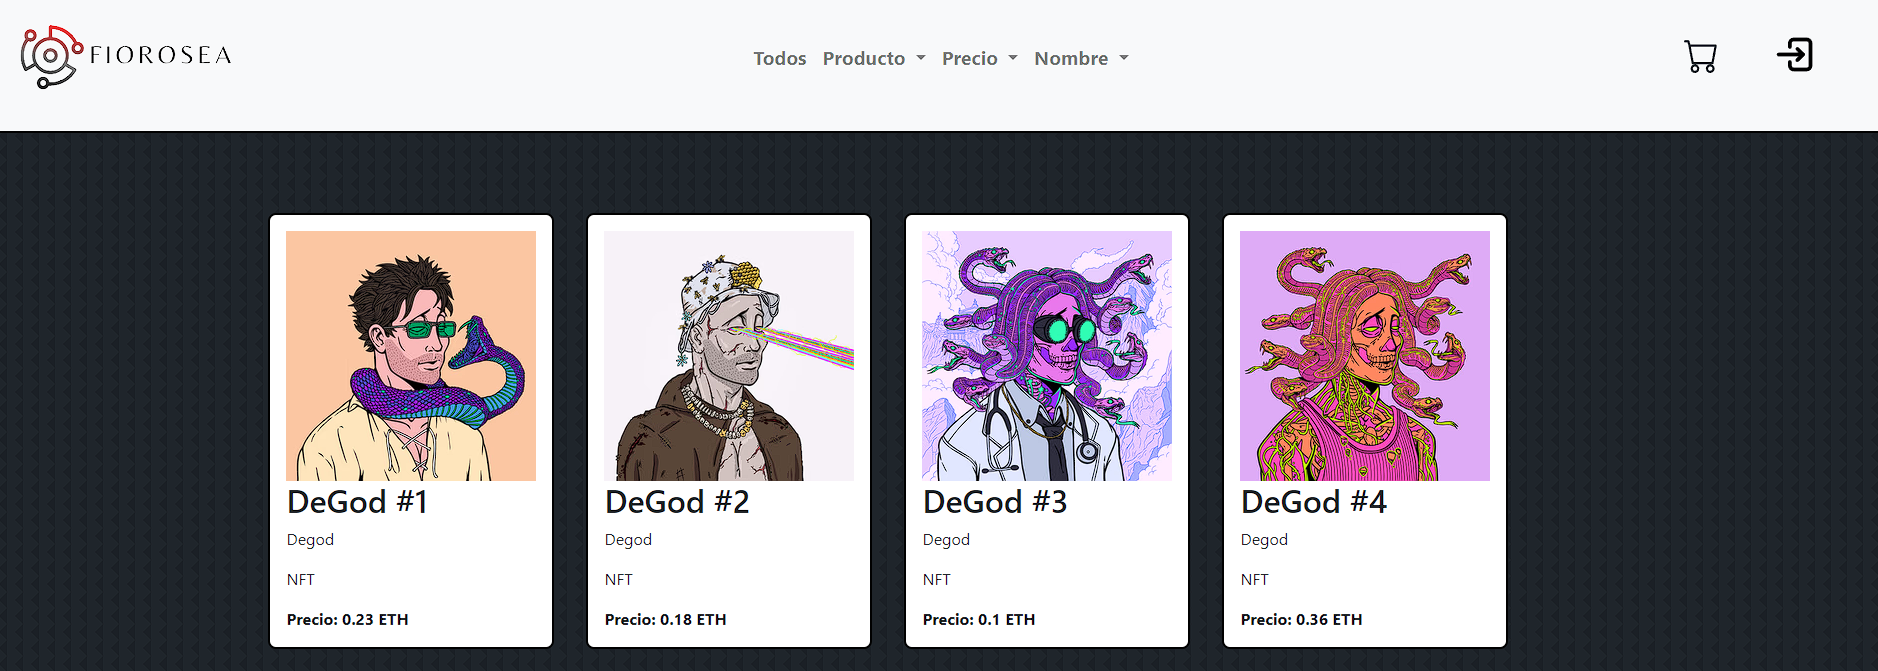 FIOROSEA
Todos Producto Precio Nombre
DeGod #1
Degod
NFT
Precio: 0.23 ETH
DeGod #2
Degod
NFT
Precio: 0.18 ETH
DeGod #3
Degod
NFT
Precio: 0.1 ETH
DeGod #4
Degod
NFT
Precio: 0.36 ETH